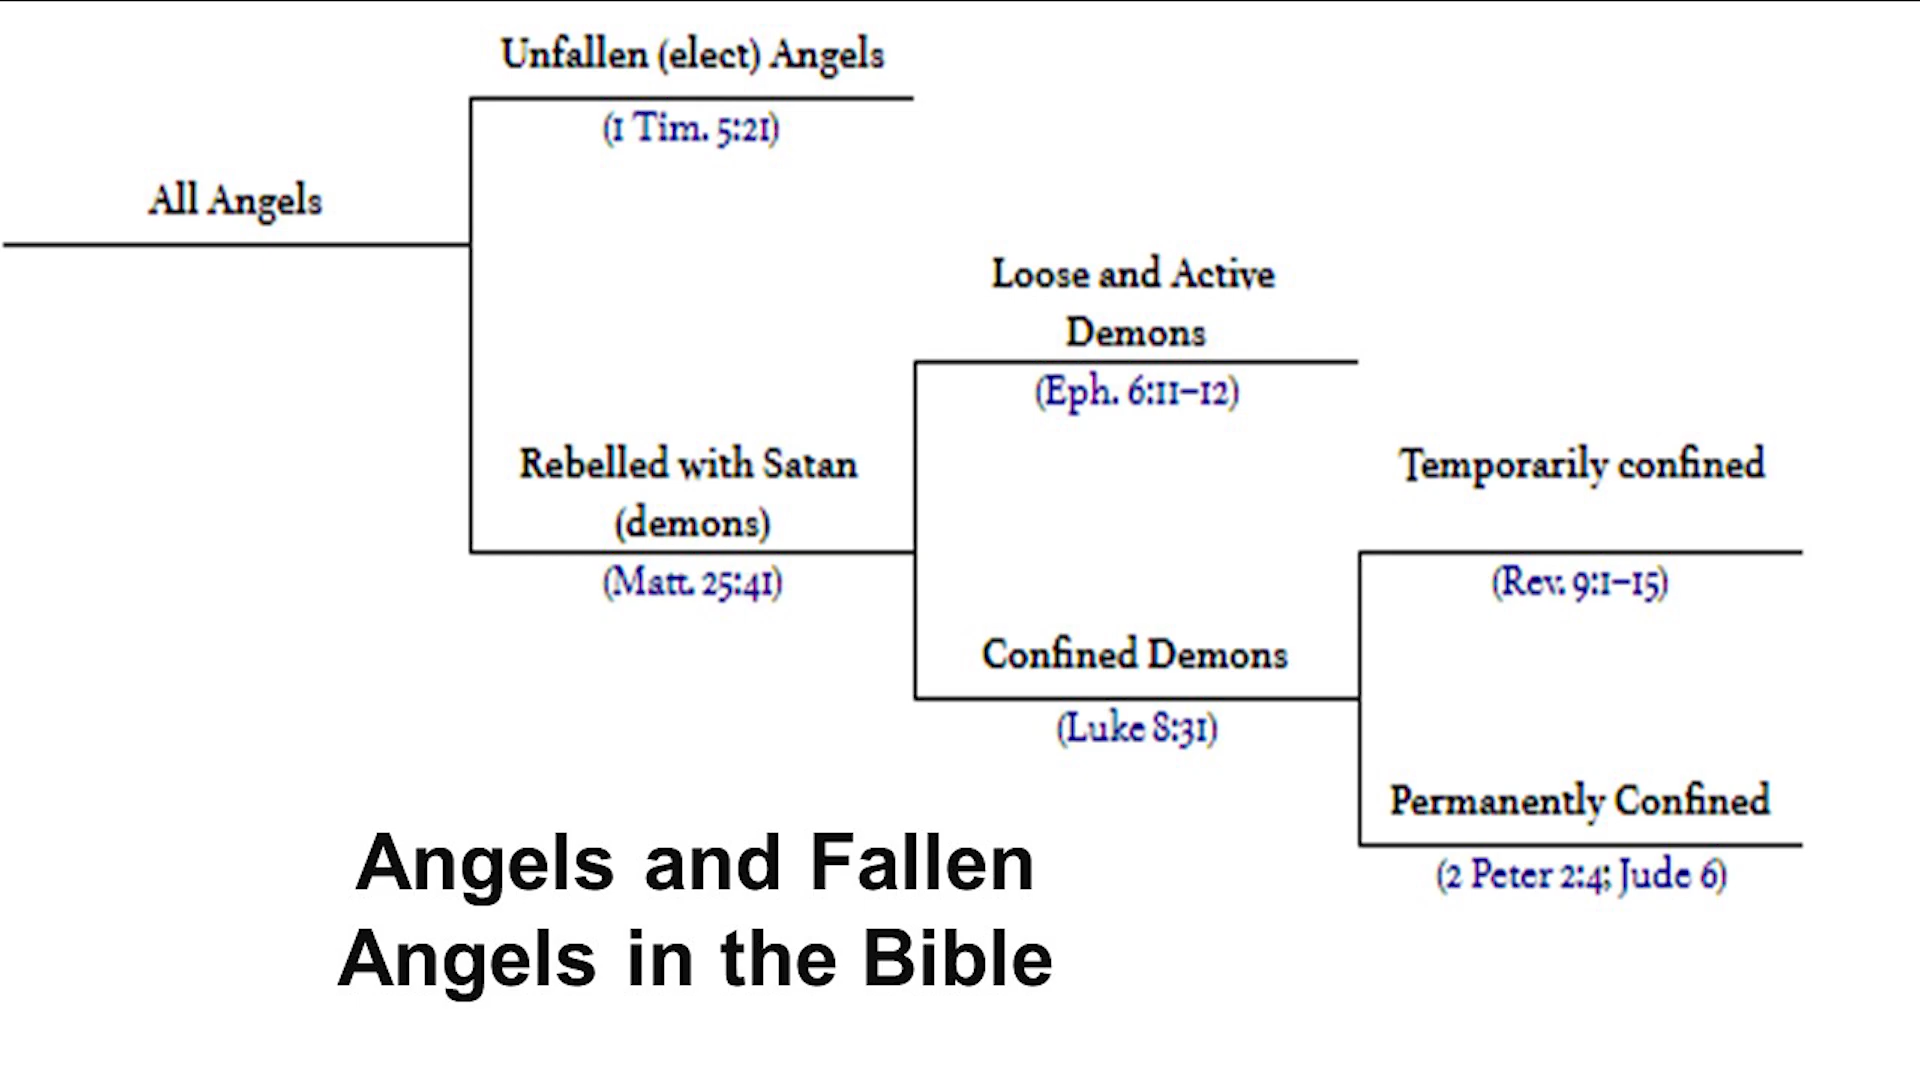 Unfallen (elect) Angels
(1 Tim. 5:21)
All Angels
Loose and Active
Demons
(Eph. 6:11–12)
Rebelled with Satan
(demons)
(Matt. 25:41)
Temporarily confined
(Rev. 9:1–15)
Confined Demons
(Luke 8:31)
Permanently Confined
(2 Peter 2:4; Jude 6)
Angels and Fallen
Angels in the Bible